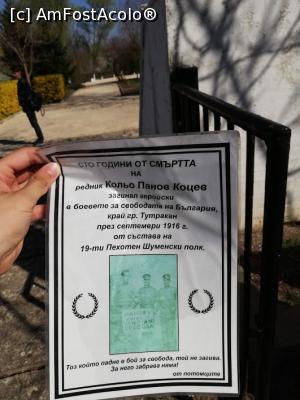 [c] AmFostAcolo®
СТО ГОДИНИ ОТ СМЪРТТА
НА
редник Кольо Панов Коцев
загинал геройски
в боевете за свободата на България,
край гр. Тутракан
през септември 1916 г.
от състава на
19-ти Пехотен Шуменски полк.
Тоз който падне в бой за свобода, той не загива.
За него забрава няма!
от потомците